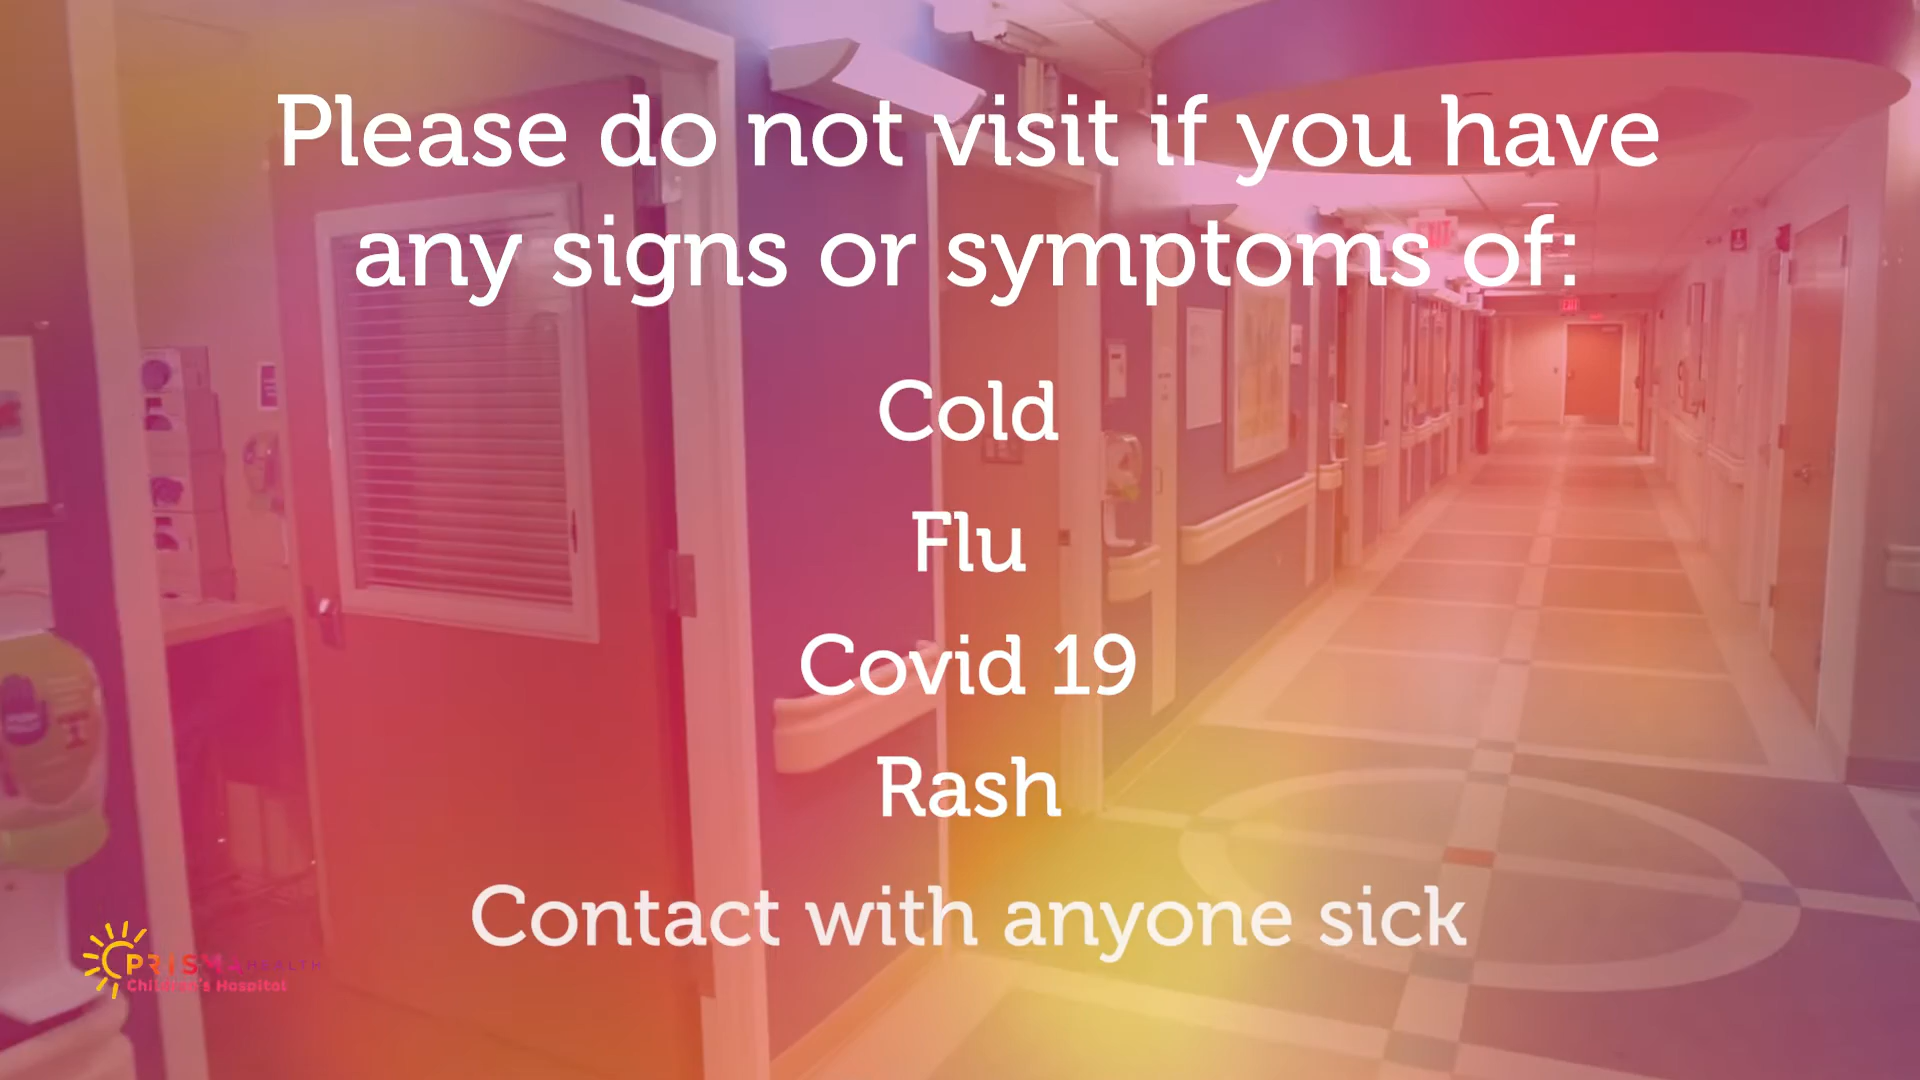 Please do not visit if you have
any signs or symptoms of:
Cold
Flu
Covid 19
Rash
Contact with anyone sick
PRISMA HEALTH
Children's Hospital